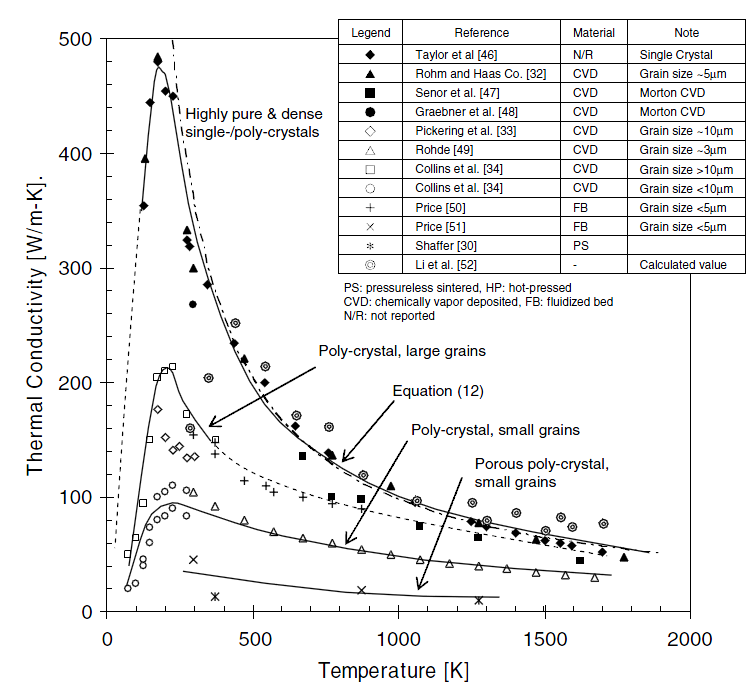 Legend Reference Material Note
Taylor et al [46] N/R Single Crystal
Rohm and Haas Co. [32] CVD Grain size ~5μm
Senor et al. [47] CVD Morton CVD
Graebner et al. [48] CVD Morton CVD
Pickering et al. [33] CVD Grain size ~10μm
Rohde [49] CVD Grain size ~3μm
Collins et al. [34] CVD Grain size >10μm
Collins et al. [34] CVD Grain size <10μm
Price [50] FB Grain size <5μm
Price [51] FB Grain size <5μm
Shaffer [30] PS
Li et al. [52] - Calculated value
PS: pressureless sintered, HP: hot-pressed
CVD: chemically vapor deposited, FB: fluidized bed
N/R: not reported
Highly pure & dense
single-/poly-crystals
Poly-crystal, large grains
Equation (12)
Poly-crystal, small grains
Porous poly-crystal,
small grains
Thermal Conductivity [W/m-K].
500
400
300
200
100
0
0 500 1000 1500 2000
Temperature [K]